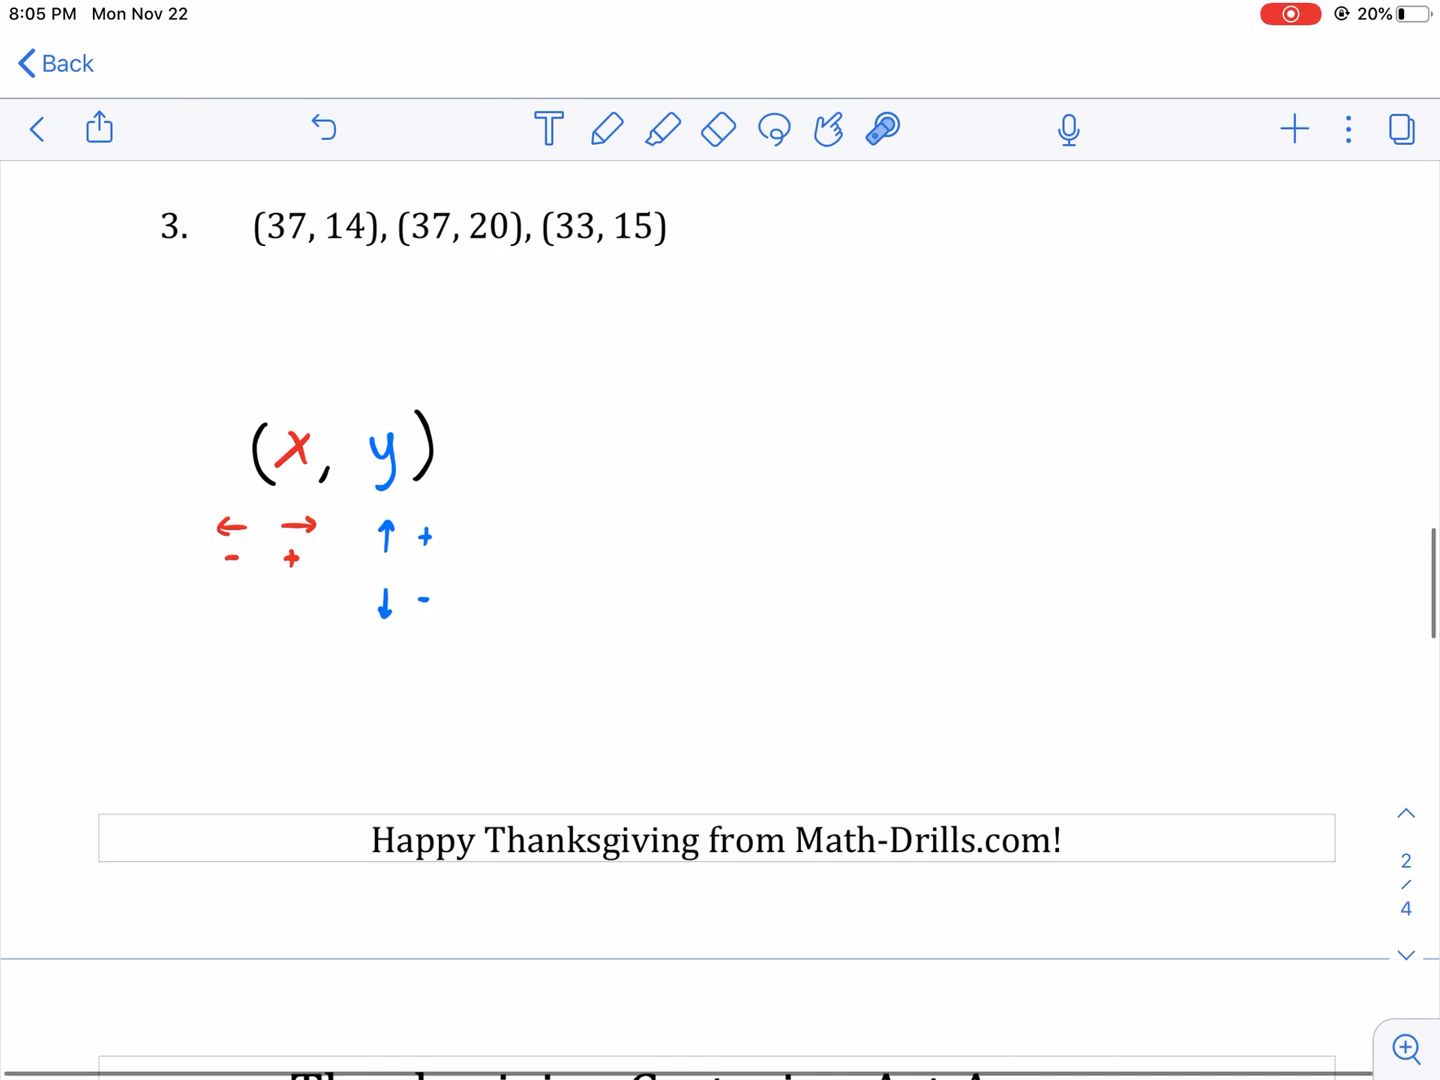 8:05 PM Mon Nov 22 20%
Back
3. (37, 14), (37, 20), (33, 15)
(x, y)
← → ↑ +
- +
↓ -
Happy Thanksgiving from Math-Drills.com!
2
/
4